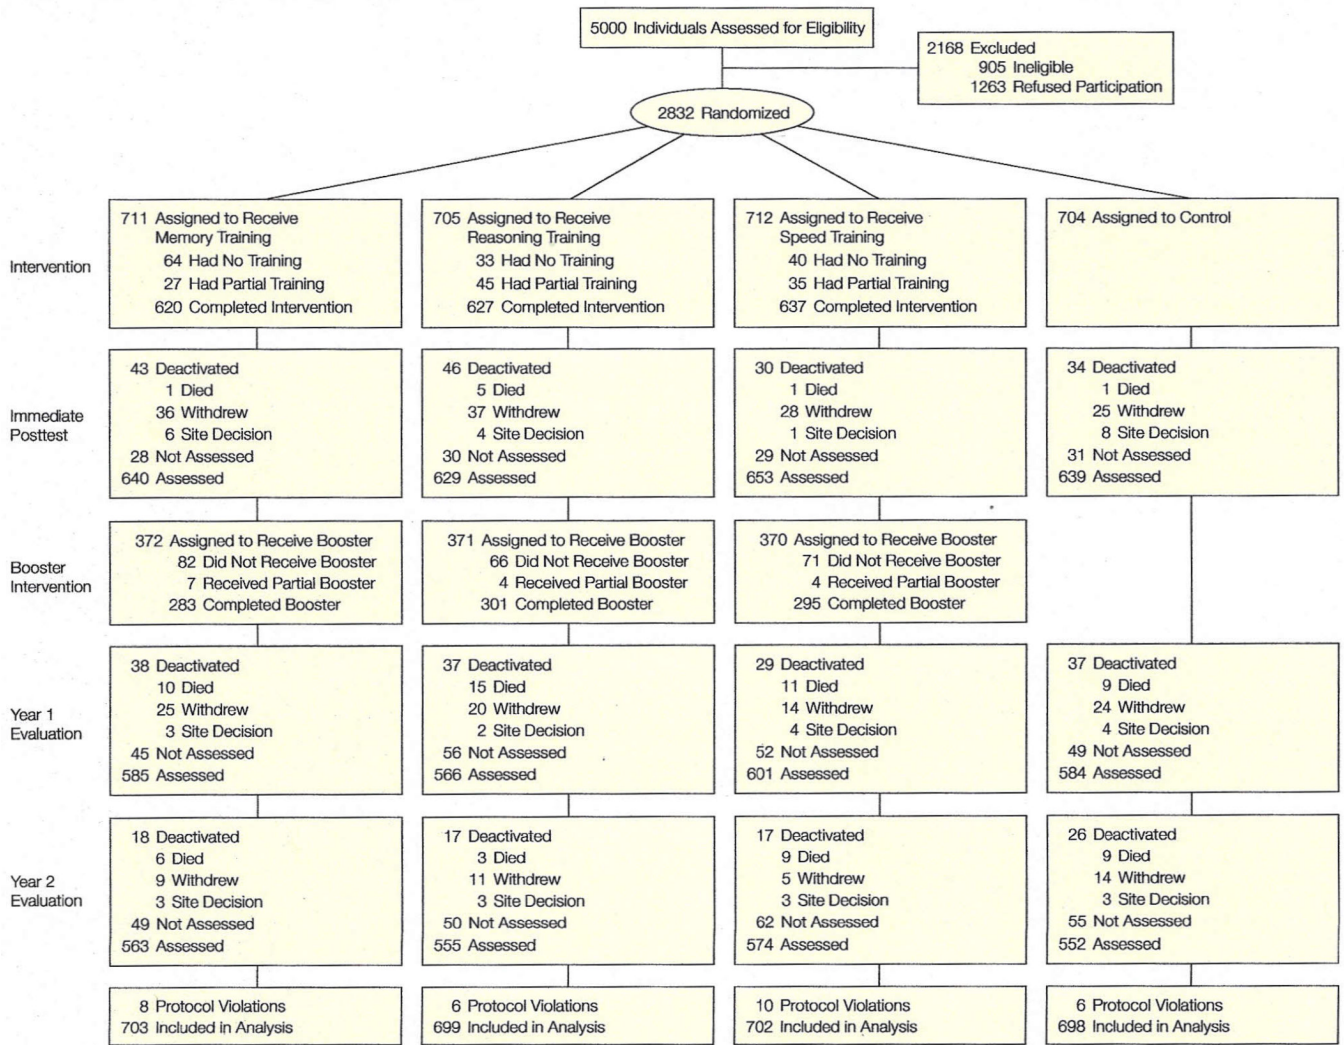 5000 Individuals Assessed for Eligibility
2168 Excluded
905 Ineligible
1263 Refused Participation
2832 Randomized
Intervention
711 Assigned to Receive
Memory Training
64 Had No Training
27 Had Partial Training
620 Completed Intervention
705 Assigned to Receive
Reasoning Training
33 Had No Training
45 Had Partial Training
627 Completed Intervention
712 Assigned to Receive
Speed Training
40 Had No Training
35 Had Partial Training
637 Completed Intervention
704 Assigned to Control
Immediate
Posttest
43 Deactivated
1 Died
36 Withdrew
6 Site Decision
28 Not Assessed
640 Assessed
46 Deactivated
5 Died
37 Withdrew
4 Site Decision
30 Not Assessed
629 Assessed
30 Deactivated
1 Died
28 Withdrew
1 Site Decision
29 Not Assessed
653 Assessed
34 Deactivated
1 Died
25 Withdrew
8 Site Decision
31 Not Assessed
639 Assessed
Booster
Intervention
372 Assigned to Receive Booster
82 Did Not Receive Booster
7 Received Partial Booster
283 Completed Booster
371 Assigned to Receive Booster
66 Did Not Receive Booster
4 Received Partial Booster
301 Completed Booster
370 Assigned to Receive Booster
71 Did Not Receive Booster
4 Received Partial Booster
295 Completed Booster
Year 1
Evaluation
38 Deactivated
10 Died
25 Withdrew
3 Site Decision
45 Not Assessed
585 Assessed
37 Deactivated
15 Died
20 Withdrew
2 Site Decision
56 Not Assessed
566 Assessed
29 Deactivated
11 Died
14 Withdrew
4 Site Decision
52 Not Assessed
601 Assessed
37 Deactivated
9 Died
24 Withdrew
4 Site Decision
49 Not Assessed
584 Assessed
Year 2
Evaluation
18 Deactivated
6 Died
9 Withdrew
3 Site Decision
49 Not Assessed
563 Assessed
17 Deactivated
3 Died
11 Withdrew
3 Site Decision
50 Not Assessed
555 Assessed
17 Deactivated
9 Died
5 Withdrew
3 Site Decision
62 Not Assessed
574 Assessed
26 Deactivated
9 Died
14 Withdrew
3 Site Decision
55 Not Assessed
552 Assessed
8 Protocol Violations
703 Included in Analysis
6 Protocol Violations
699 Included in Analysis
10 Protocol Violations
702 Included in Analysis
6 Protocol Violations
698 Included in Analysis